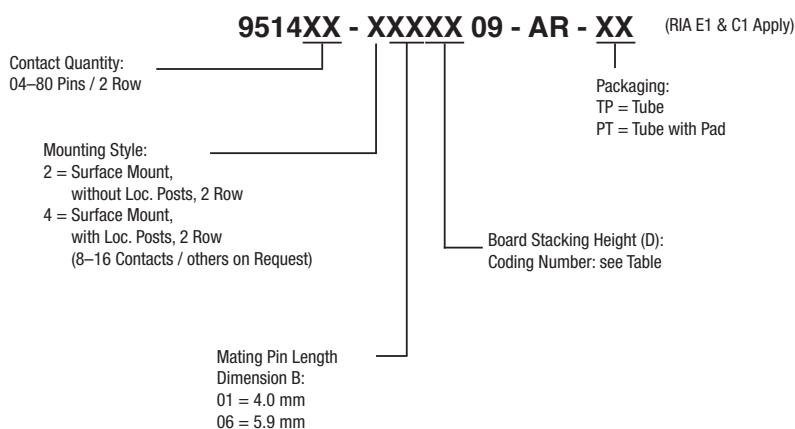 9514XX - XXXXX 09 - AR - XX (RIA E1 & C1 Apply)
Contact Quantity:
04–80 Pins / 2 Row
Packaging:
TP = Tube
PT = Tube with Pad
Mounting Style:
2 = Surface Mount,
without Loc. Posts, 2 Row
4 = Surface Mount,
with Loc. Posts, 2 Row
(8–16 Contacts / others on Request)
Board Stacking Height (D):
Coding Number: see Table
Mating Pin Length
Dimension B:
01 = 4.0 mm
06 = 5.9 mm